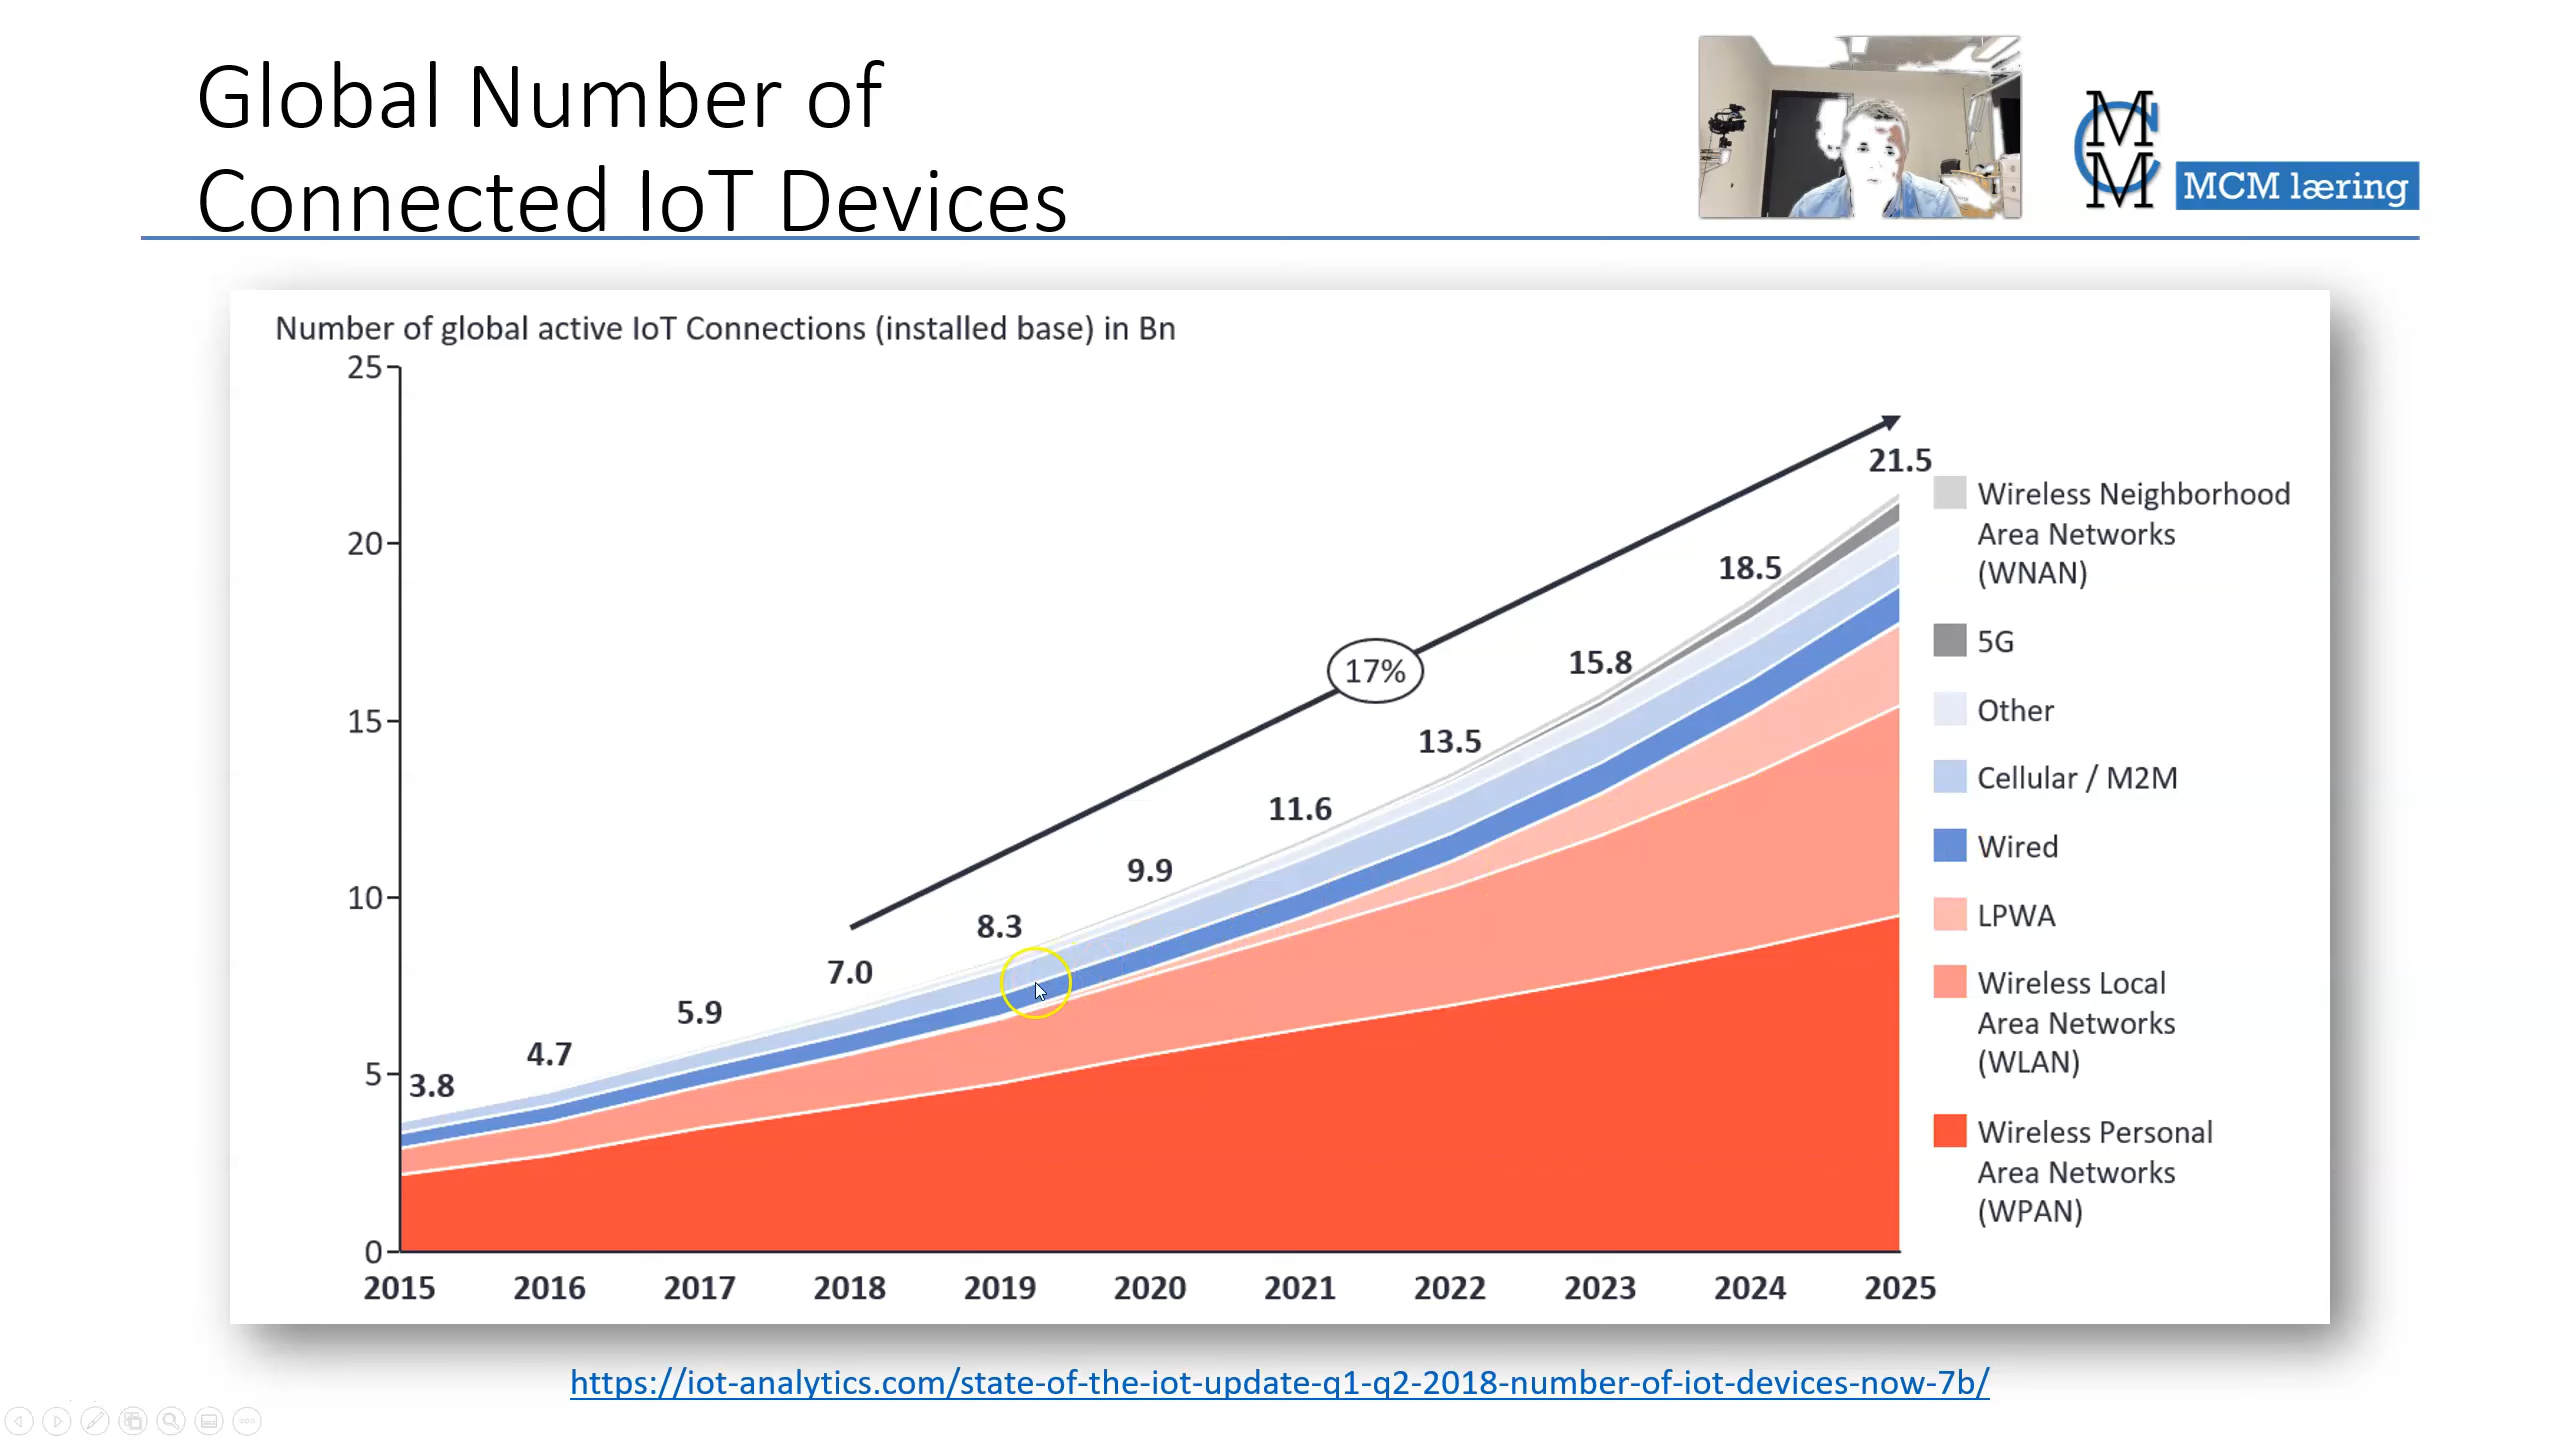 Global Number of
Connected IoT Devices
MCM
MCM læring
Number of global active IoT Connections (installed base) in Bn
25
20
15
10
5
0
3.8
4.7
5.9
7.0
8.3
9.9
11.6
13.5
15.8
18.5
21.5
17%
2015 2016 2017 2018 2019 2020 2021 2022 2023 2024 2025
Wireless Neighborhood
Area Networks
(WNAN)
5G
Other
Cellular / M2M
Wired
LPWA
Wireless Local
Area Networks
(WLAN)
Wireless Personal
Area Networks
(WPAN)
https://iot-analytics.com/state-of-the-iot-update-q1-q2-2018-number-of-iot-devices-now-7b/